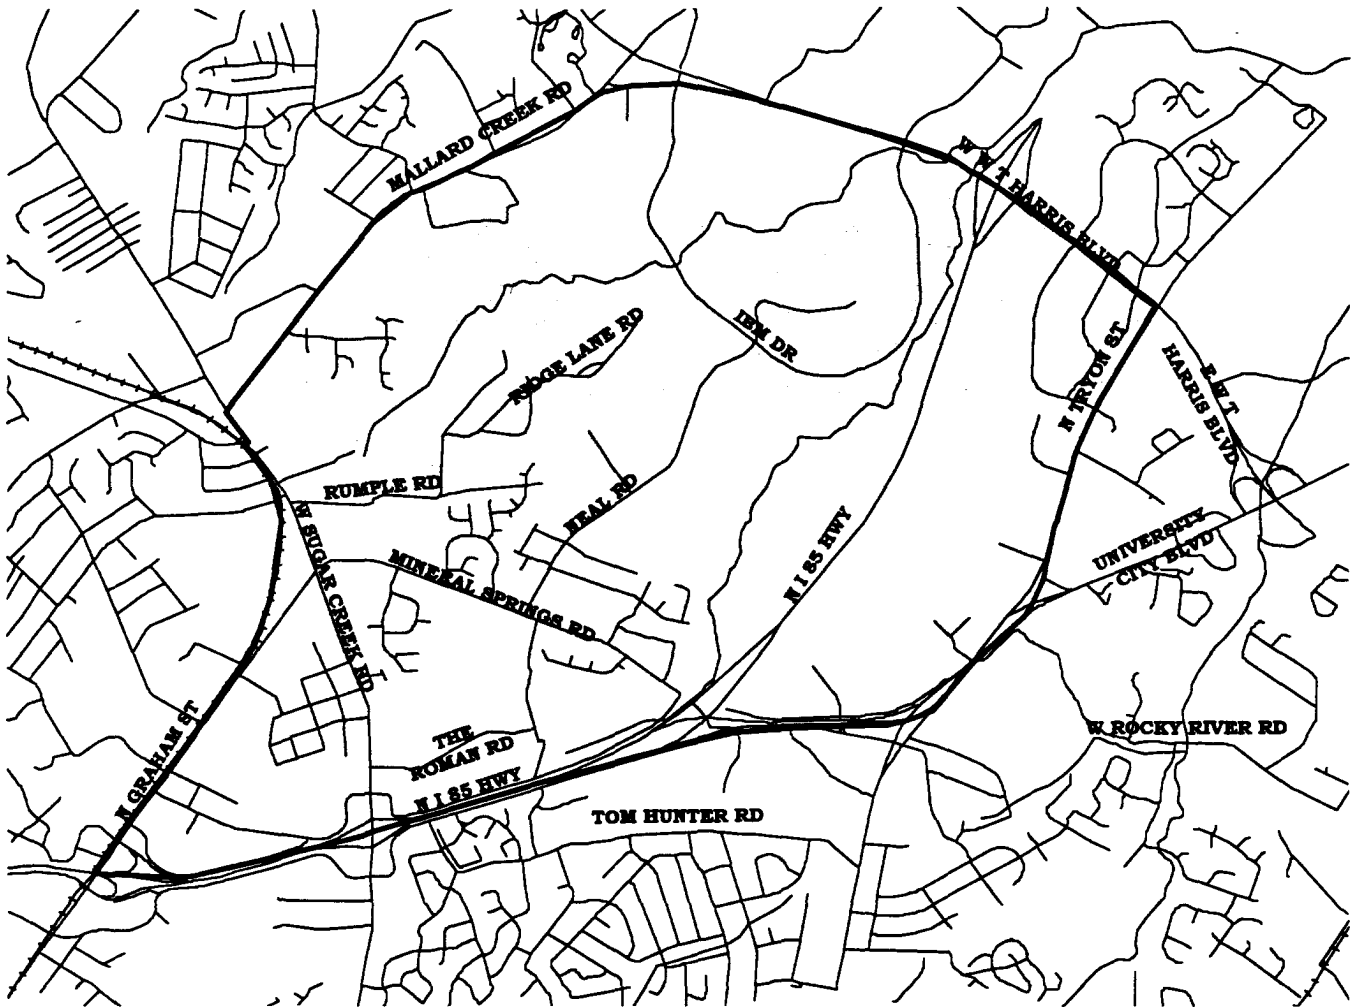 MALLARD CREEK RD
W W T HARRIS BLVD
IBM DR
RIDGE LANE RD
N TRYON ST
E W T
HARRIS BLVD
RUMPLE RD
NEAL RD
W SUGAR CREEK RD
MINERAL SPRINGS RD
N I 85 HWY
UNIVERSITY
CITY BLVD
N GRAHAM ST
THE
ROMAN RD
W ROCKY RIVER RD
N I 85 HWY
TOM HUNTER RD